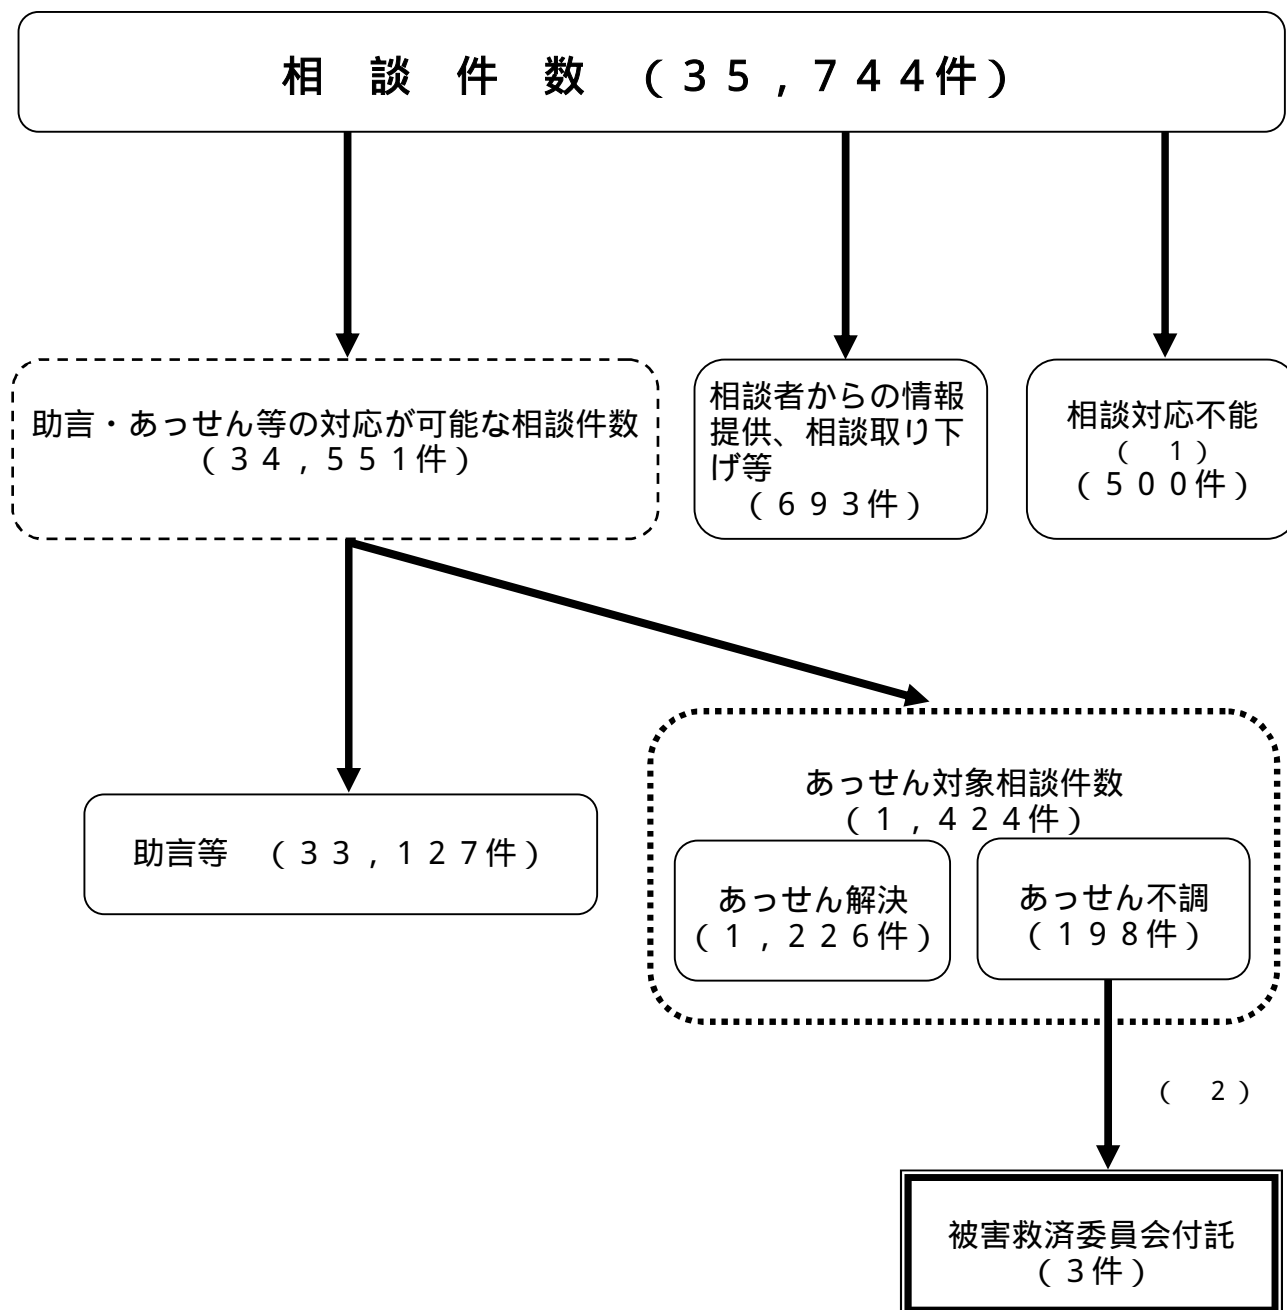 相 談 件 数 （３５，７４４件）
助言・あっせん等の対応が可能な相談件数
（３４，５５１件）
相談者からの情報
提供、相談取り下
げ等
（６９３件）
相談対応不能
（ １）
（５００件）
助言等 （３３，１２７件）
あっせん対象相談件数
（１，４２４件）
あっせん解決
（１，２２６件）
あっせん不調
（１９８件）
（ ２）
被害救済委員会付託
（３件）